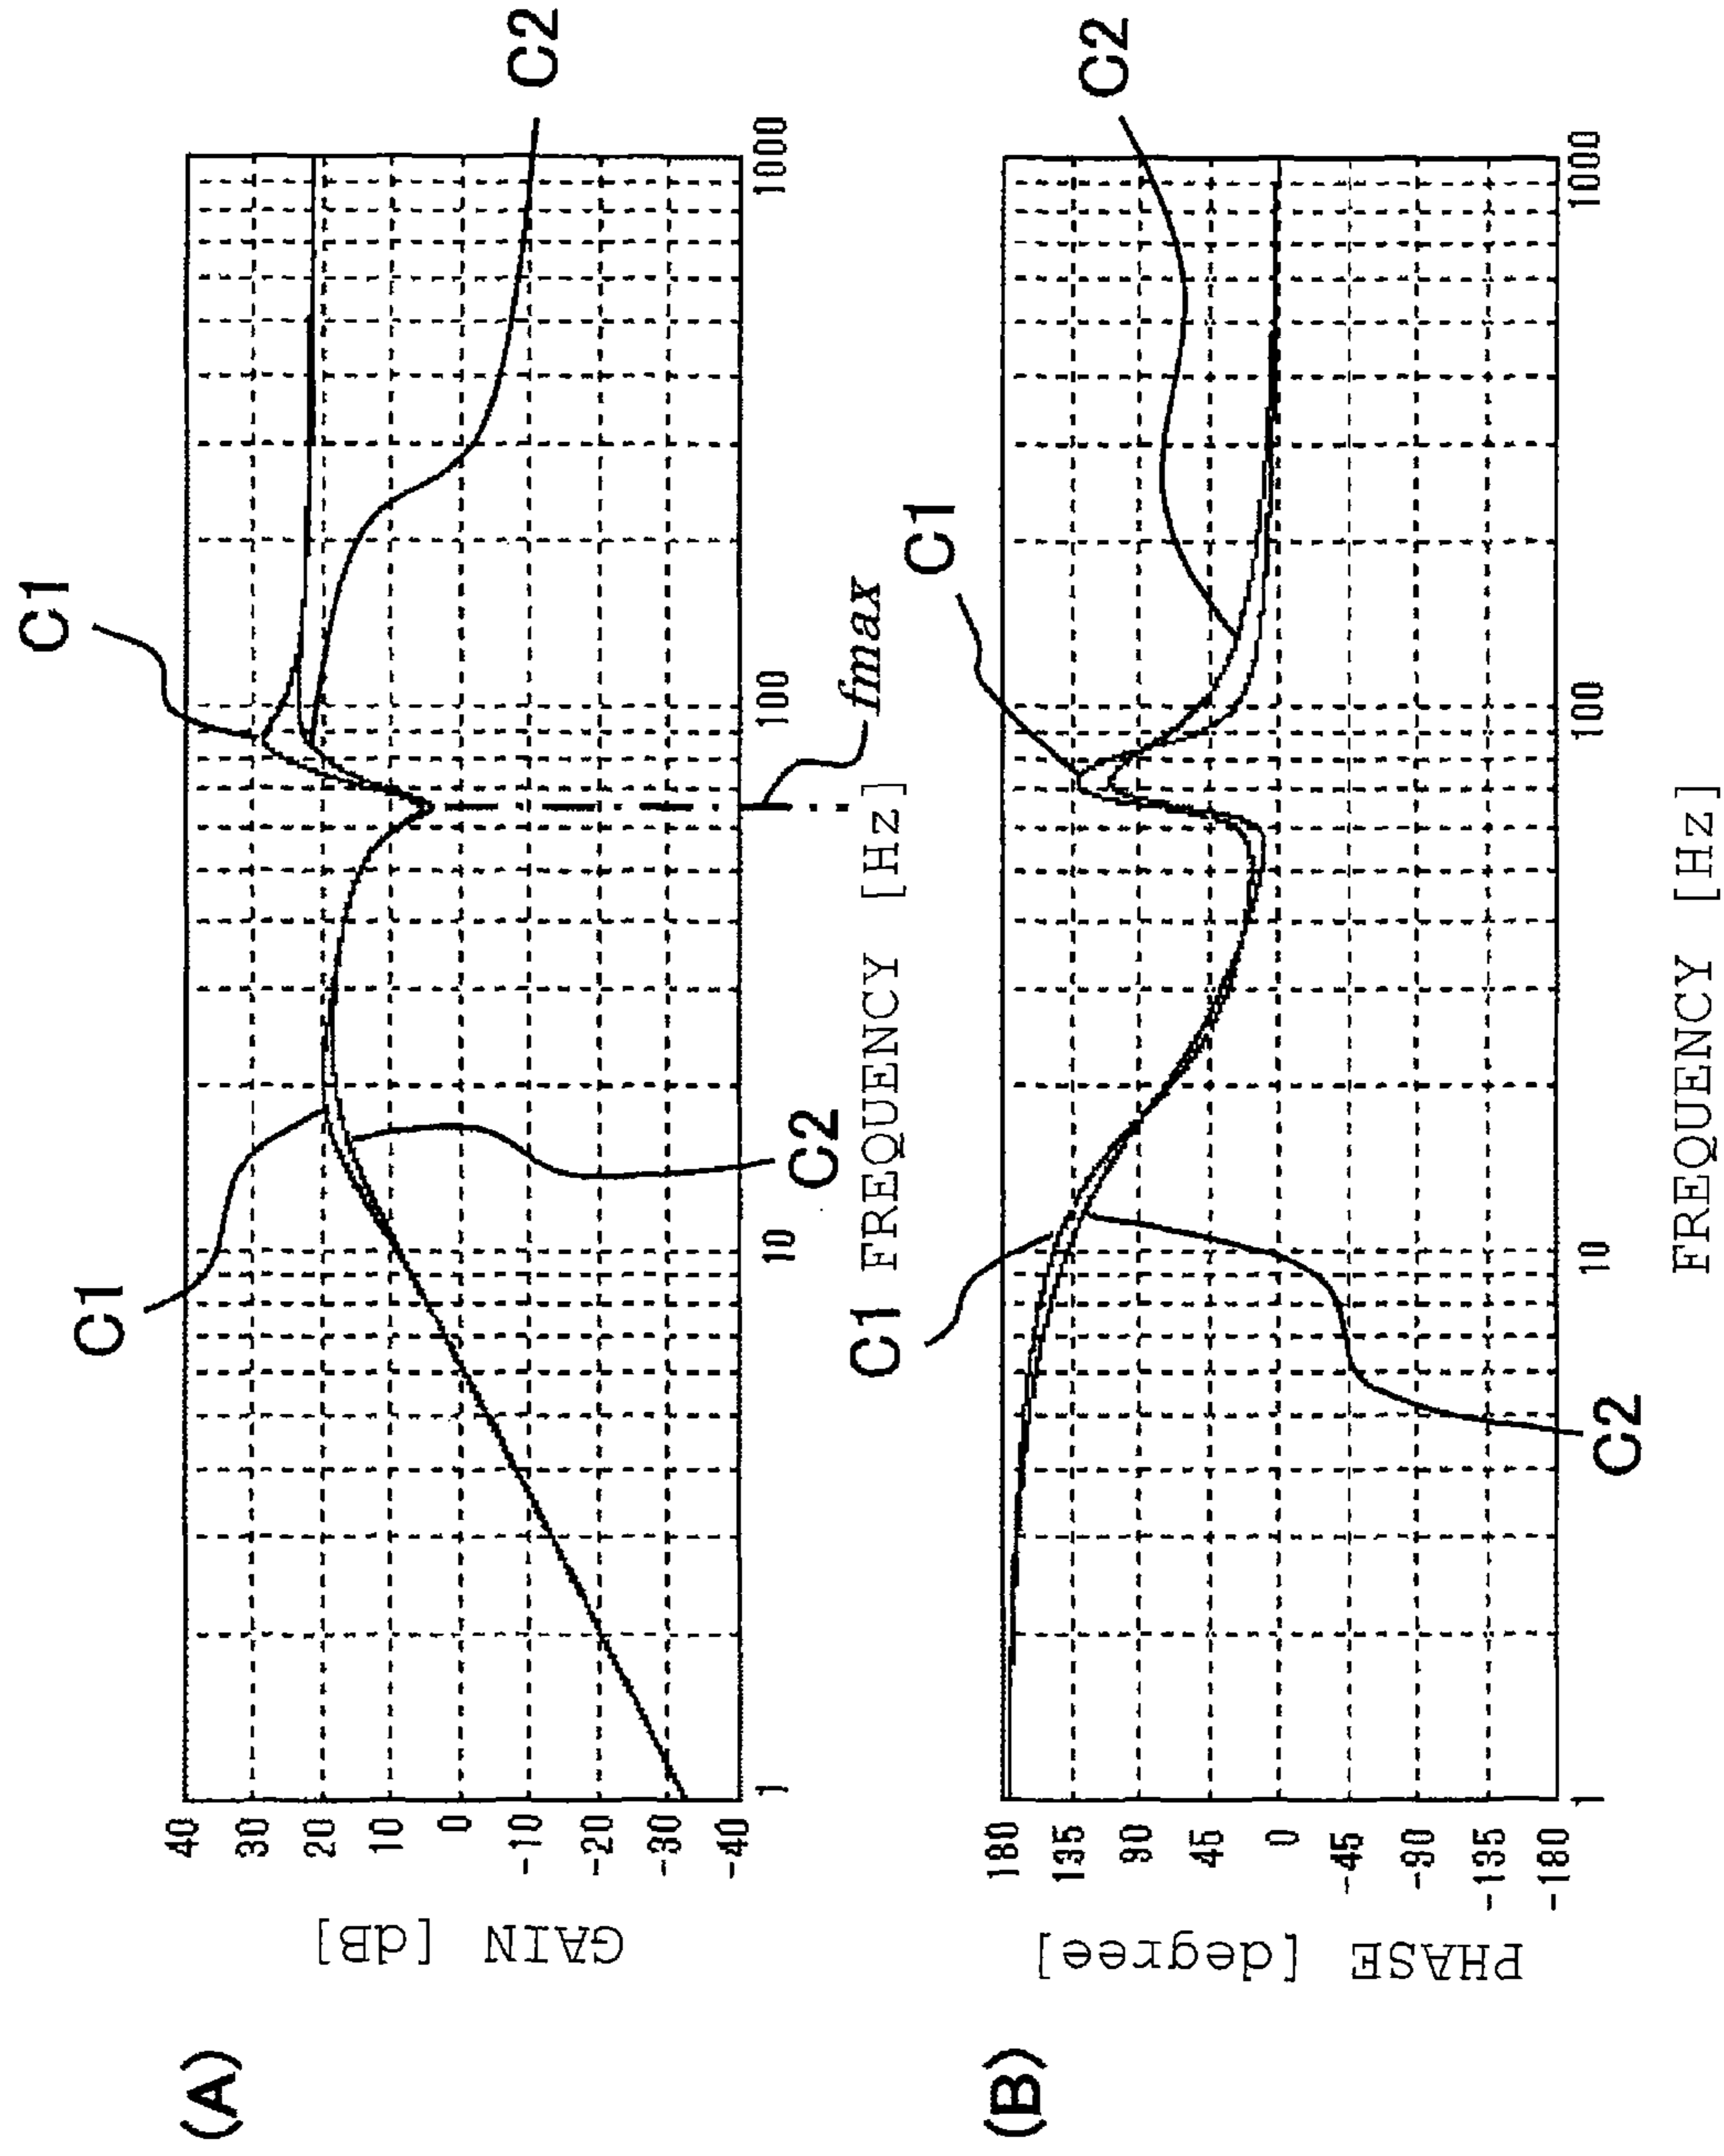 (A)
GAIN [dB]
40
30
20
10
0
-10
-20
-30
-40
1
10
100
1000
FREQUENCY [Hz]
C1
C2
C1
C2
fmax
(B)
PHASE [degree]
180
135
90
45
0
-45
-90
-135
-180
1
10
100
1000
FREQUENCY [Hz]
C1
C2
C1
C2